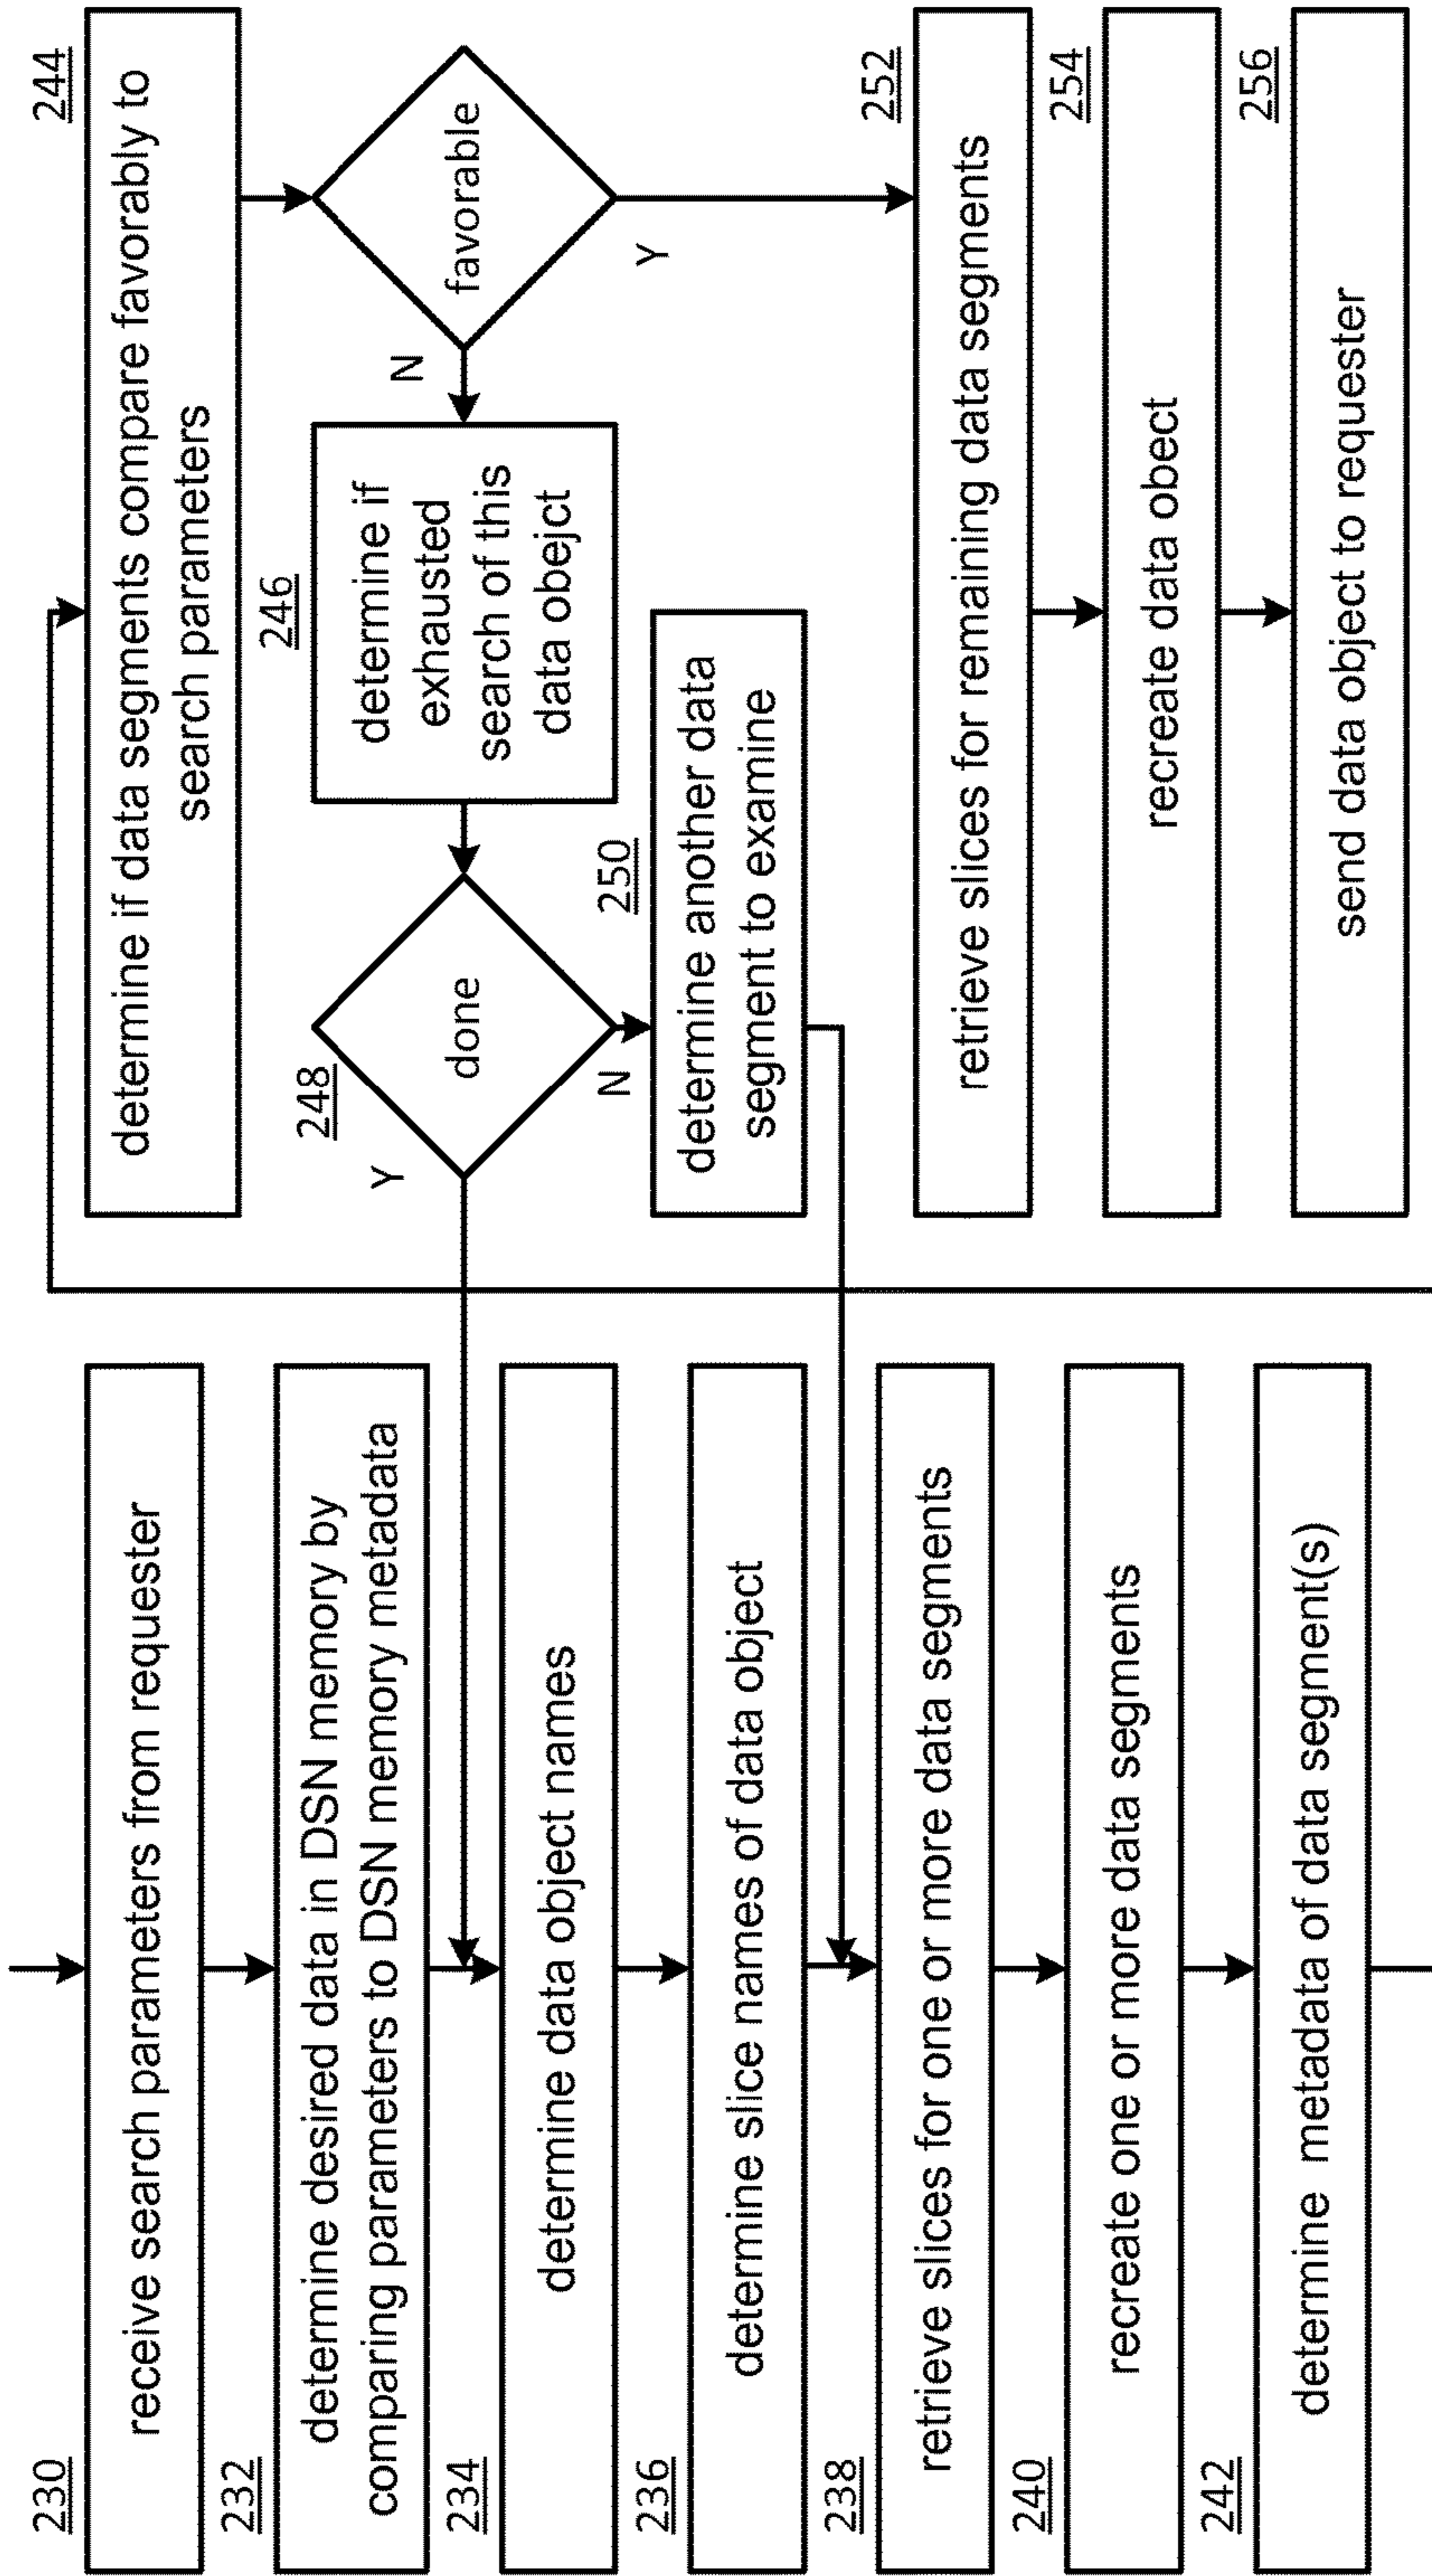 230
receive search parameters from requester
232
determine desired data in DSN memory by
comparing parameters to DSN memory metadata
234
determine data object names
236
determine slice names of data object
238
retrieve slices for one or more data segments
240
recreate one or more data segments
242
determine metadata of data segment(s)
244
determine if data segments compare favorably to
search parameters
favorable
N
Y
246
determine if
exhausted
search of this
data obejct
248
done
Y
N
250
determine another data
segment to examine
252
retrieve slices for remaining data segments
254
recreate data obect
256
send data object to requester